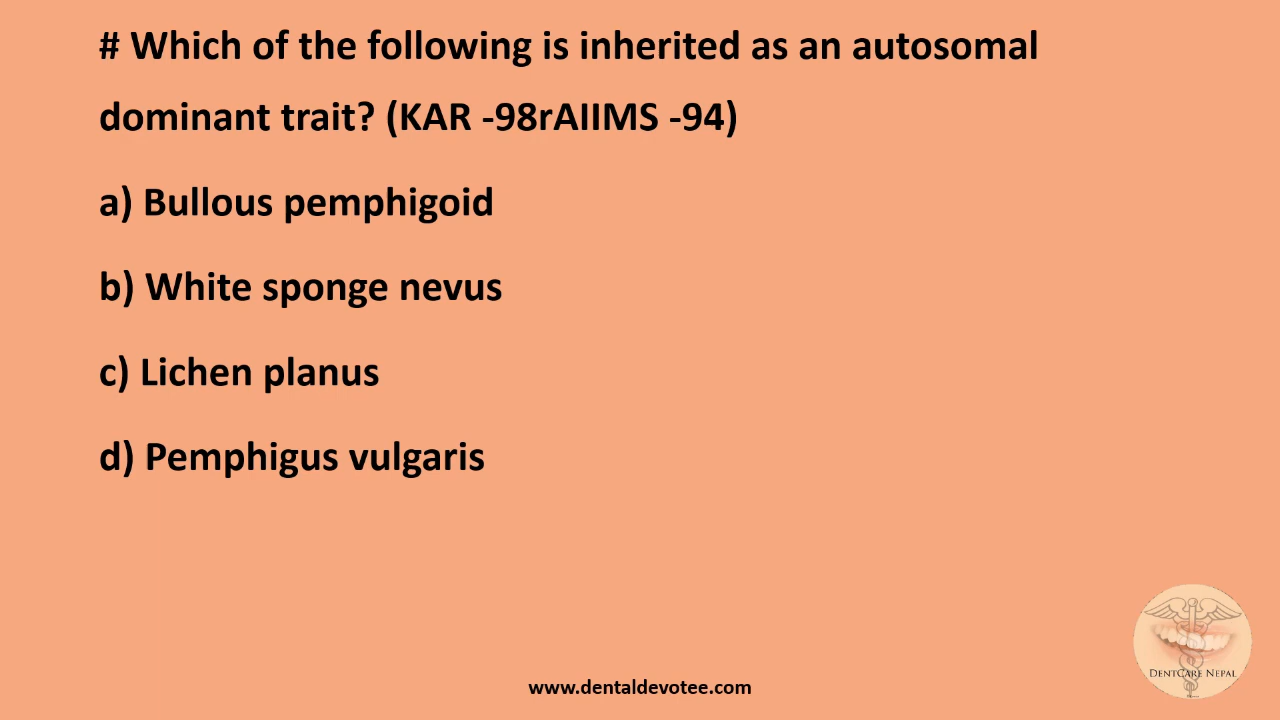 # Which of the following is inherited as an autosomal
dominant trait? (KAR -98rAIIMS -94)
a) Bullous pemphigoid
b) White sponge nevus
c) Lichen planus
d) Pemphigus vulgaris
DentCare Nepal
www.dentaldevotee.com